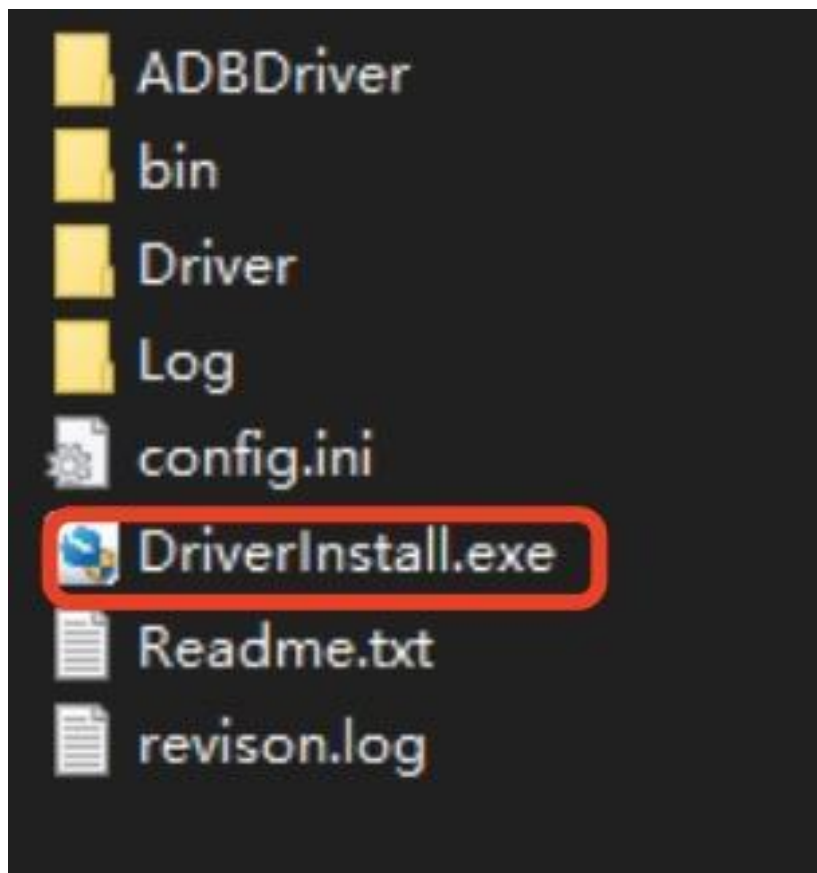 ADBDriver
bin
Driver
Log
config.ini
DriverInstall.exe
Readme.txt
revison.log